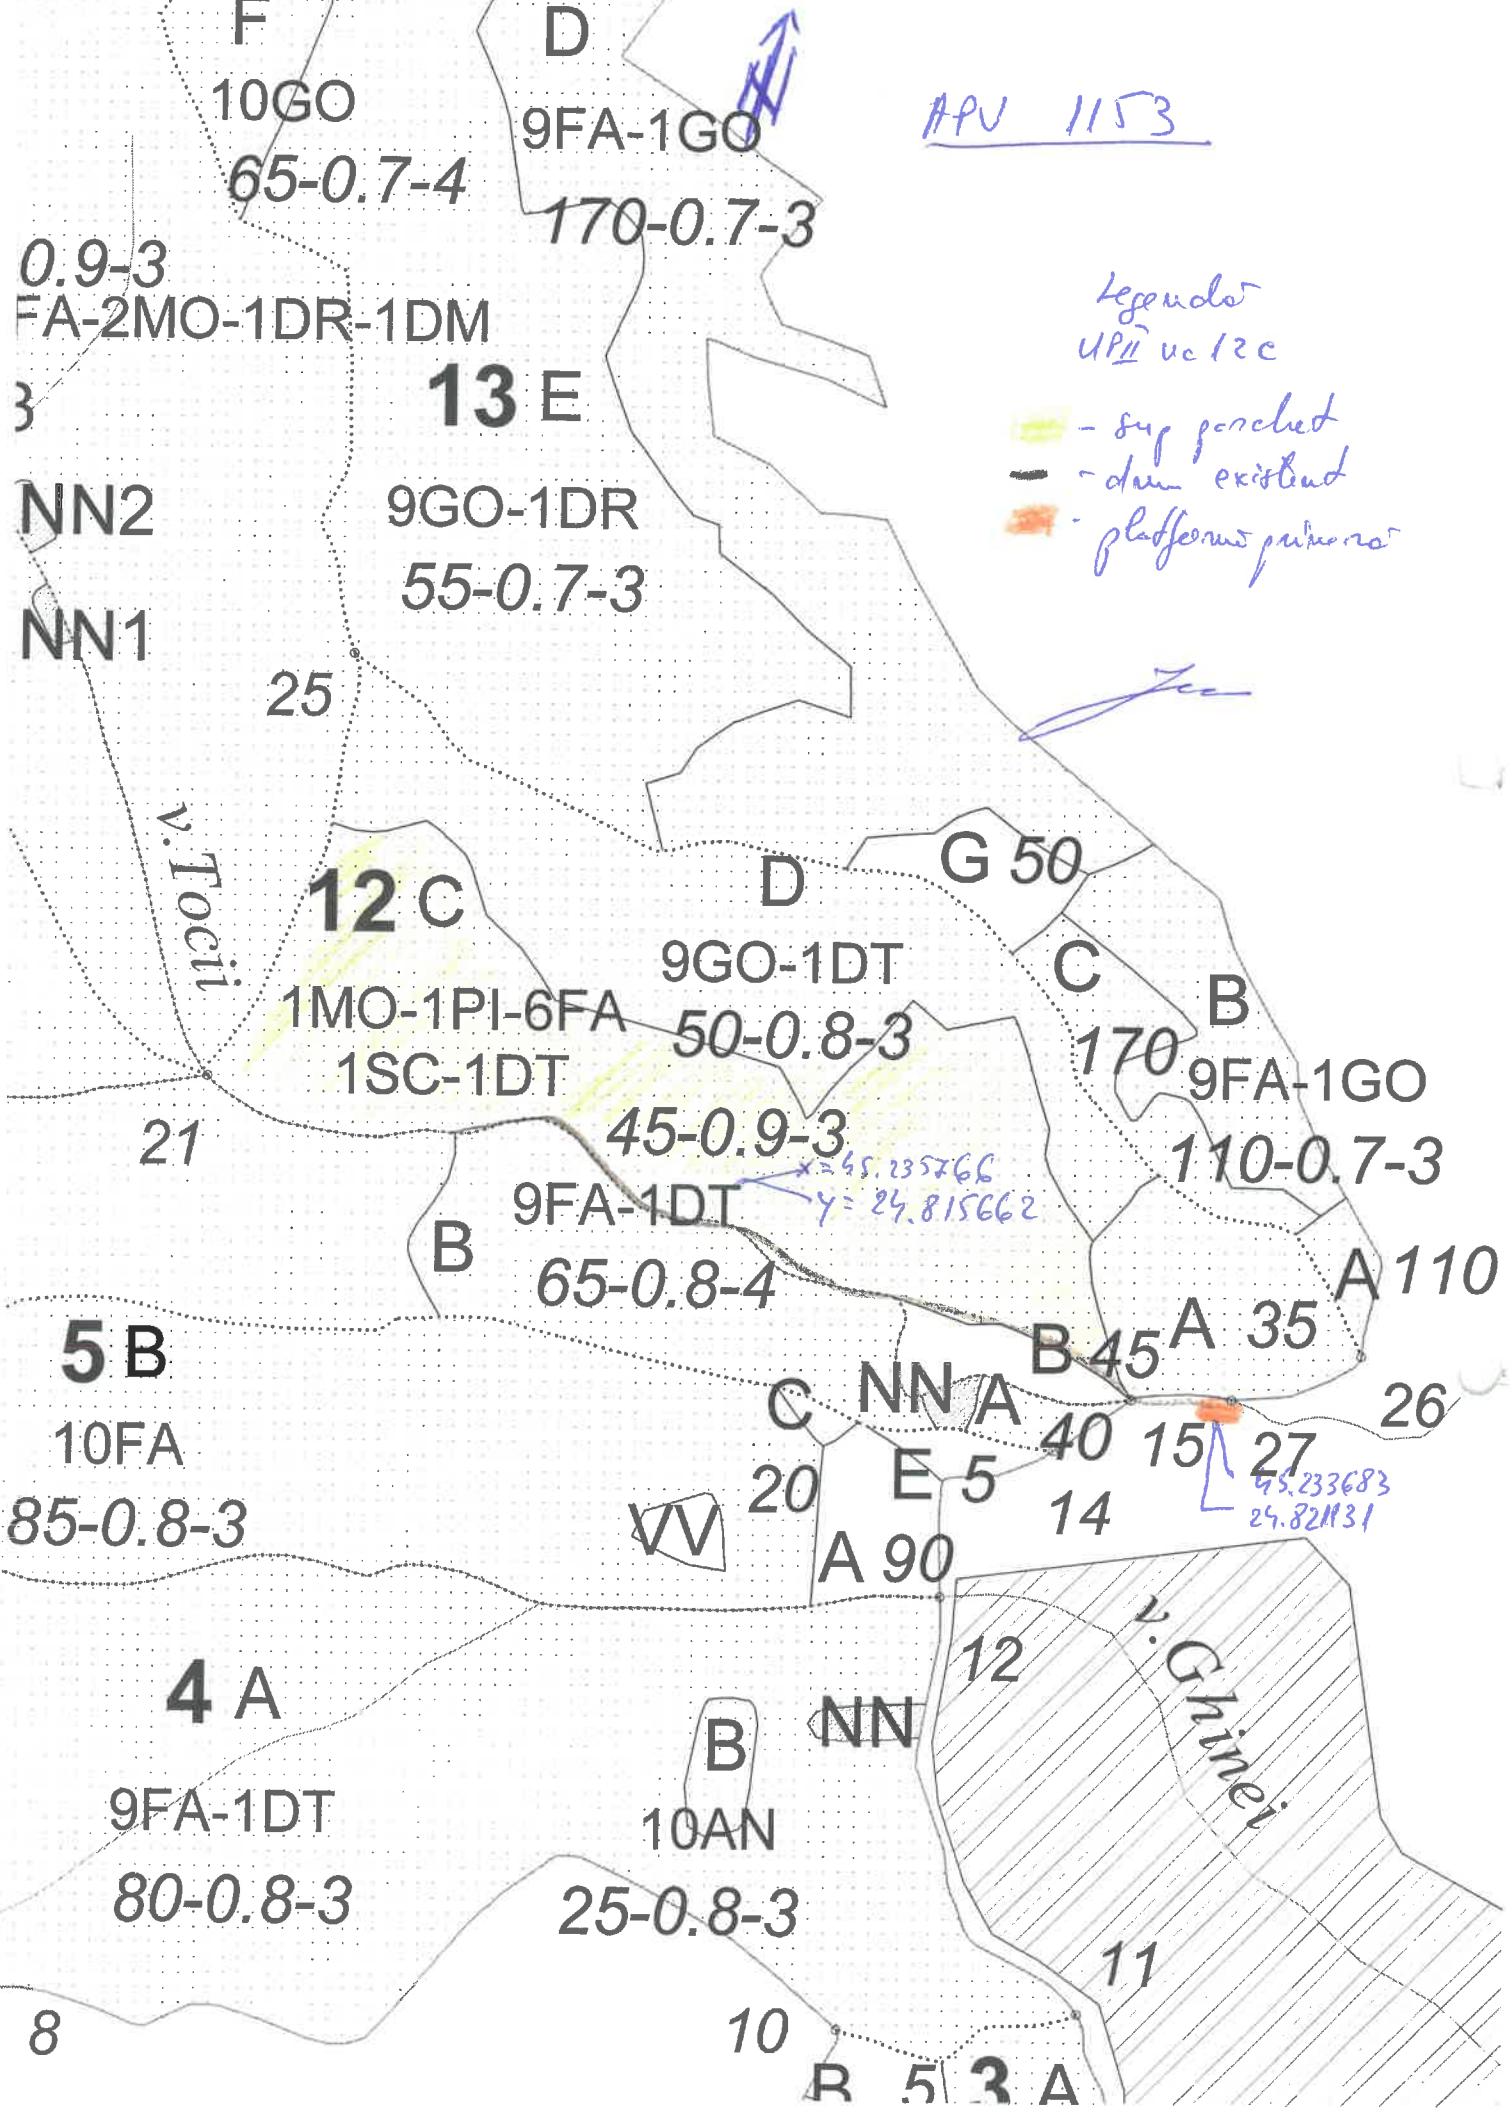 F
D
10GO
9FA-1GO
APV 1153
65-0.7-4
170-0.7-3
0.9-3
FA-2MO-1DR-1DM
Legendă
UPII ua 12c
13 E
- sup parchet
- drum existent
NN2
9GO-1DR
- platformă primară
55-0.7-3
NN1
25
v. Tocii
G 50
D
12 C
9GO-1DT
C
B
1MO-1PI-6FA
50-0.8-3
170
1SC-1DT
9FA-1GO
21
45-0.9-3
110-0.7-3
x=45.235766
9FA-1DT
y=24.815662
B
65-0.8-4
A 110
5 B
B 45
A 35
C
NN
A
26
10FA
40
15
27
20
E 5
45.233683
85-0.8-3
VV
14
24.821131
A 90
v. Ghinei
12
4 A
NN
B
9FA-1DT
10AN
80-0.8-3
25-0.8-3
11
8
10
B 5
3 A